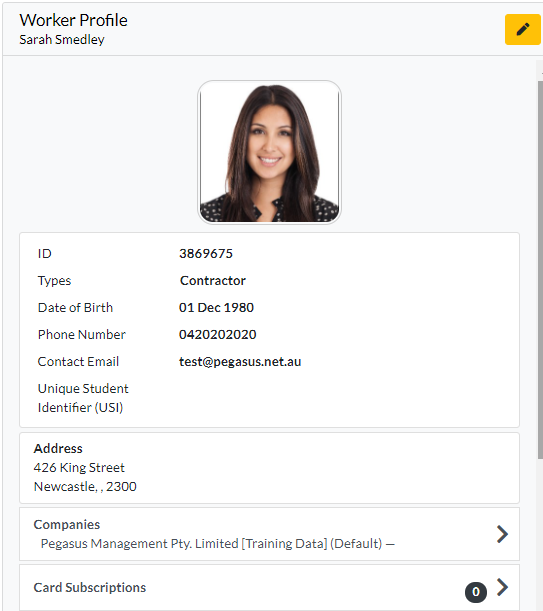 Worker Profile
Sarah Smedley
ID 3869675
Types Contractor
Date of Birth 01 Dec 1980
Phone Number 0420202020
Contact Email test@pegasus.net.au
Unique Student
Identifier (USI)
Address
426 King Street
Newcastle, , 2300
Companies
Pegasus Management Pty. Limited [Training Data] (Default) —
Card Subscriptions 0